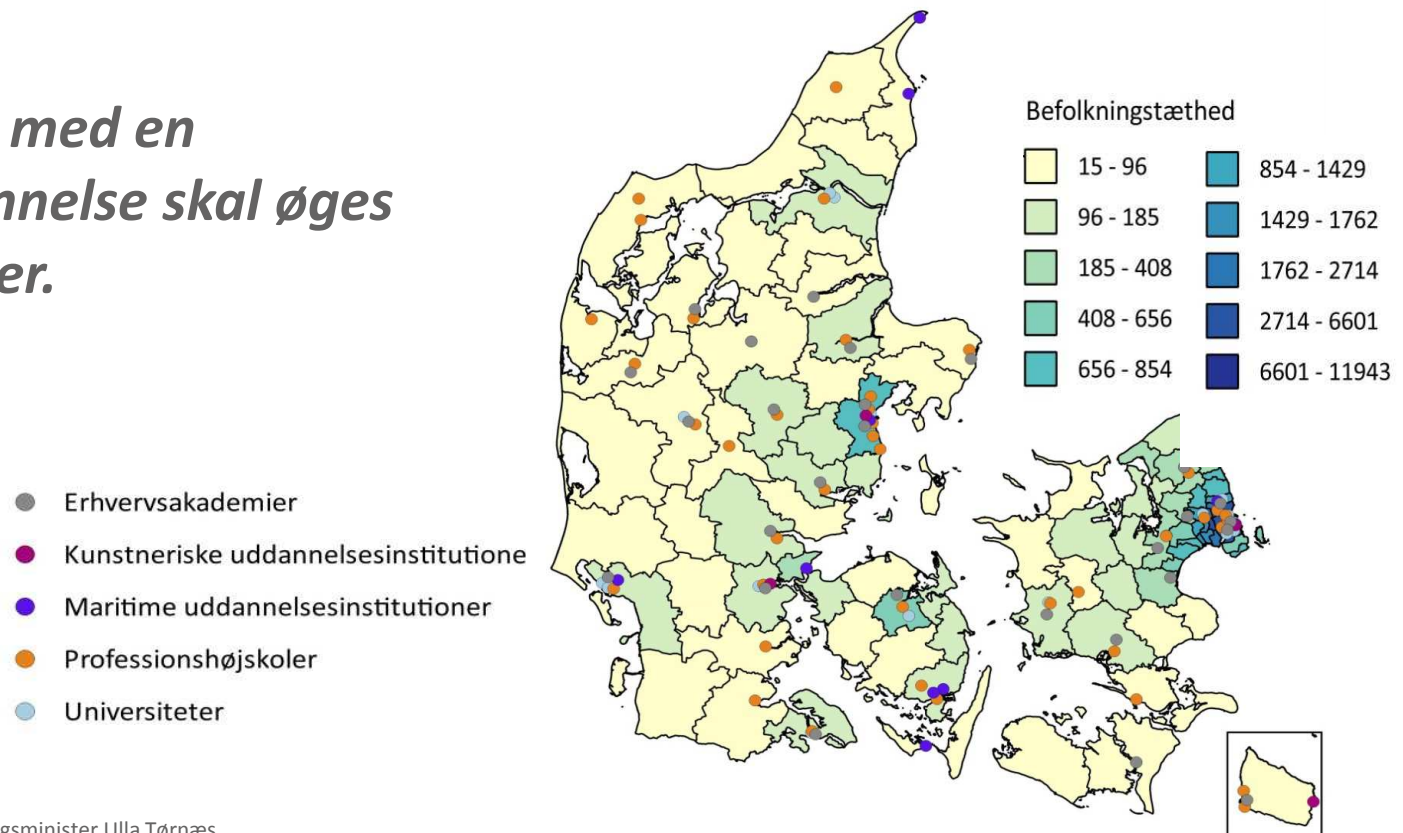 med en
nnelse skal øges
er.
Befolkningstæthed
15 - 96
96 - 185
185 - 408
408 - 656
656 - 854
854 - 1429
1429 - 1762
1762 - 2714
2714 - 6601
6601 - 11943
Erhvervsakademier
Kunstneriske uddannelsesinstitutione
Maritime uddannelsesinstitutioner
Professionshøjskoler
Universiteter
gsminister Ulla Tørnæs